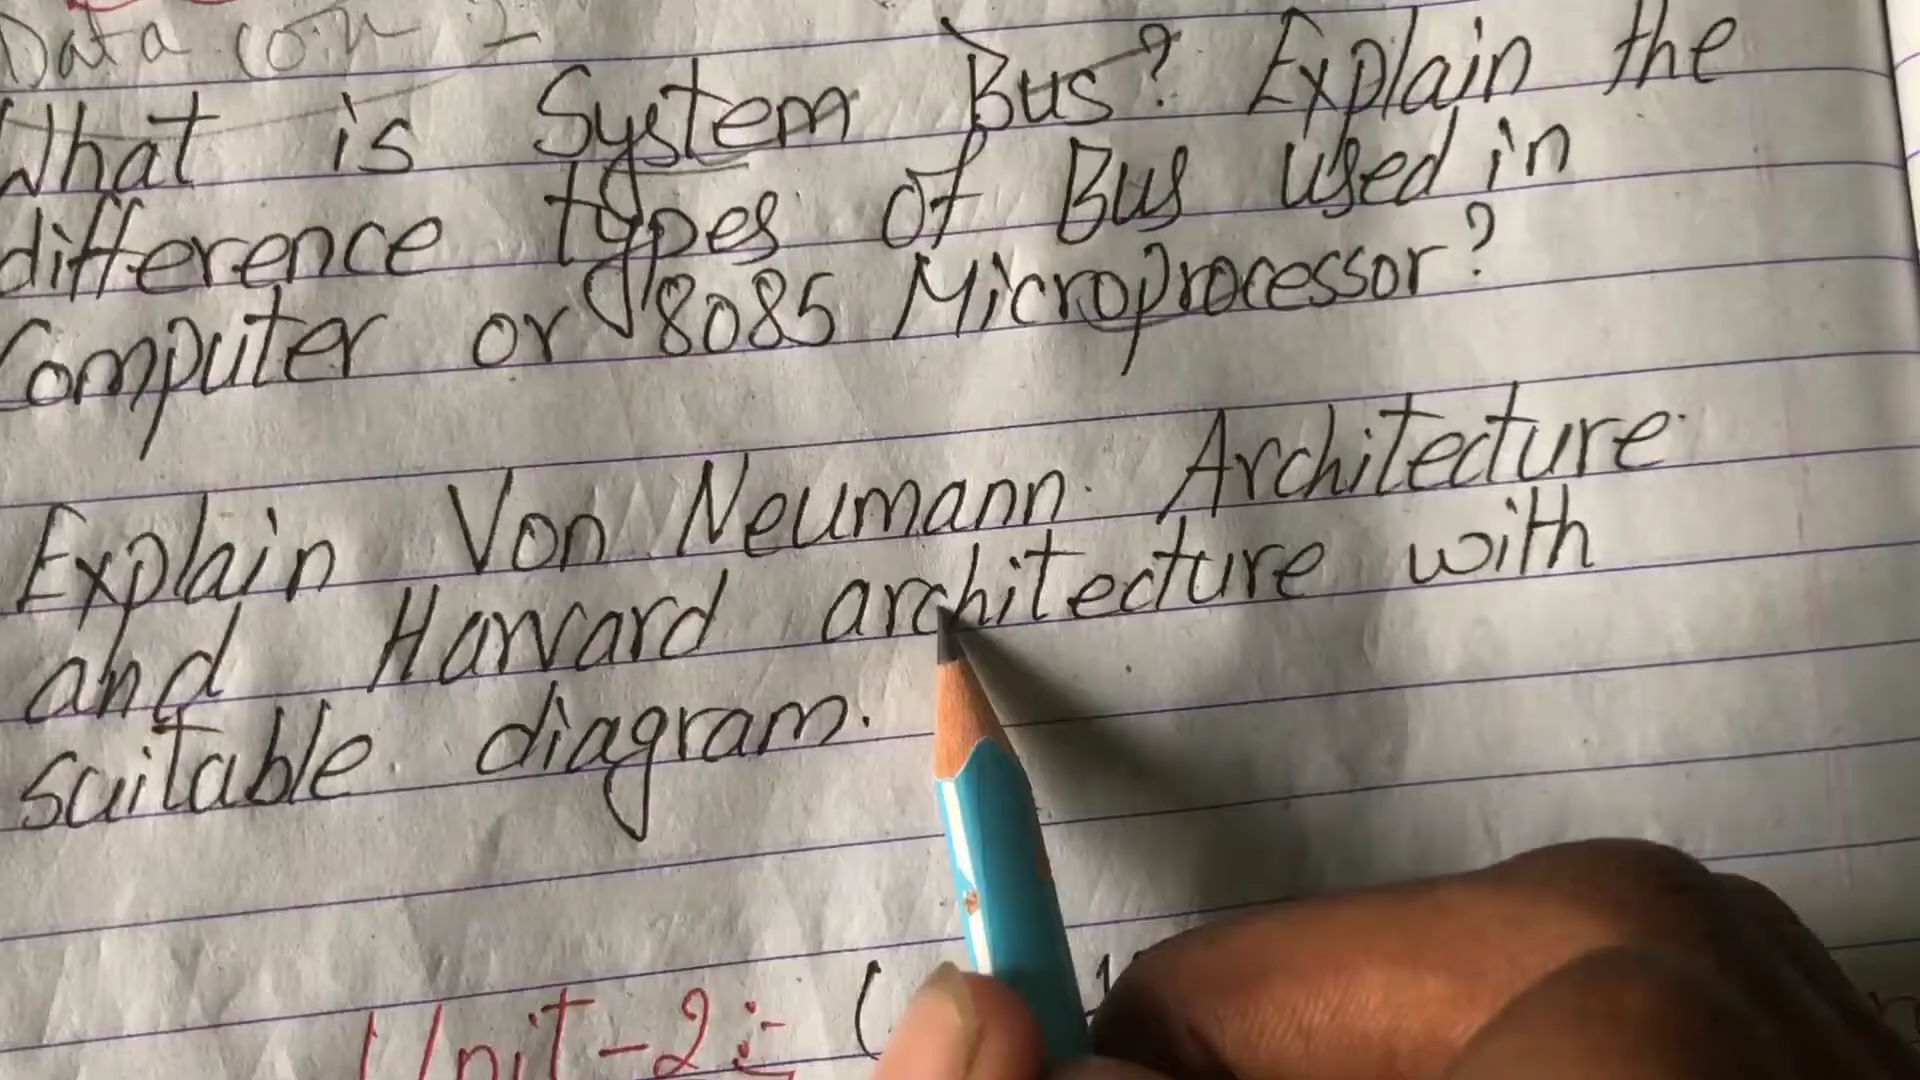 Data
What is System Bus? Explain the
difference types of Bus used in
Computer or 8085 Microprocessor?
Explain Von Neumann Architecture
and Harvard architecture with
suitable diagram.
Unit-2:-